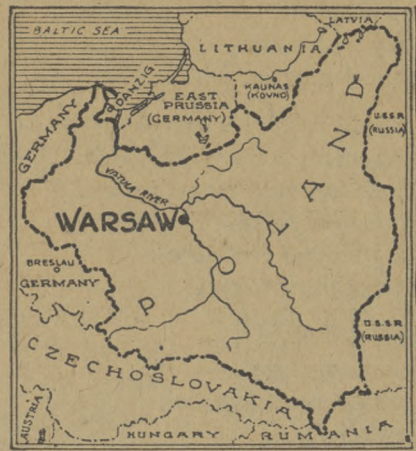 LATVIA
BALTIC SEA
LITHUANIA
DANZIG
KAUNAS
(KOVNO)
EAST
PRUSSIA
(GERMANY)
GERMANY
U.S.S.R
(RUSSIA)
POLAND
VISTULA RIVER
WARSAW
BRESLAU
GERMANY
U.S.S.R
(RUSSIA)
CZECHOSLOVAKIA
AUSTRIA
HUNGARY
RUMANIA